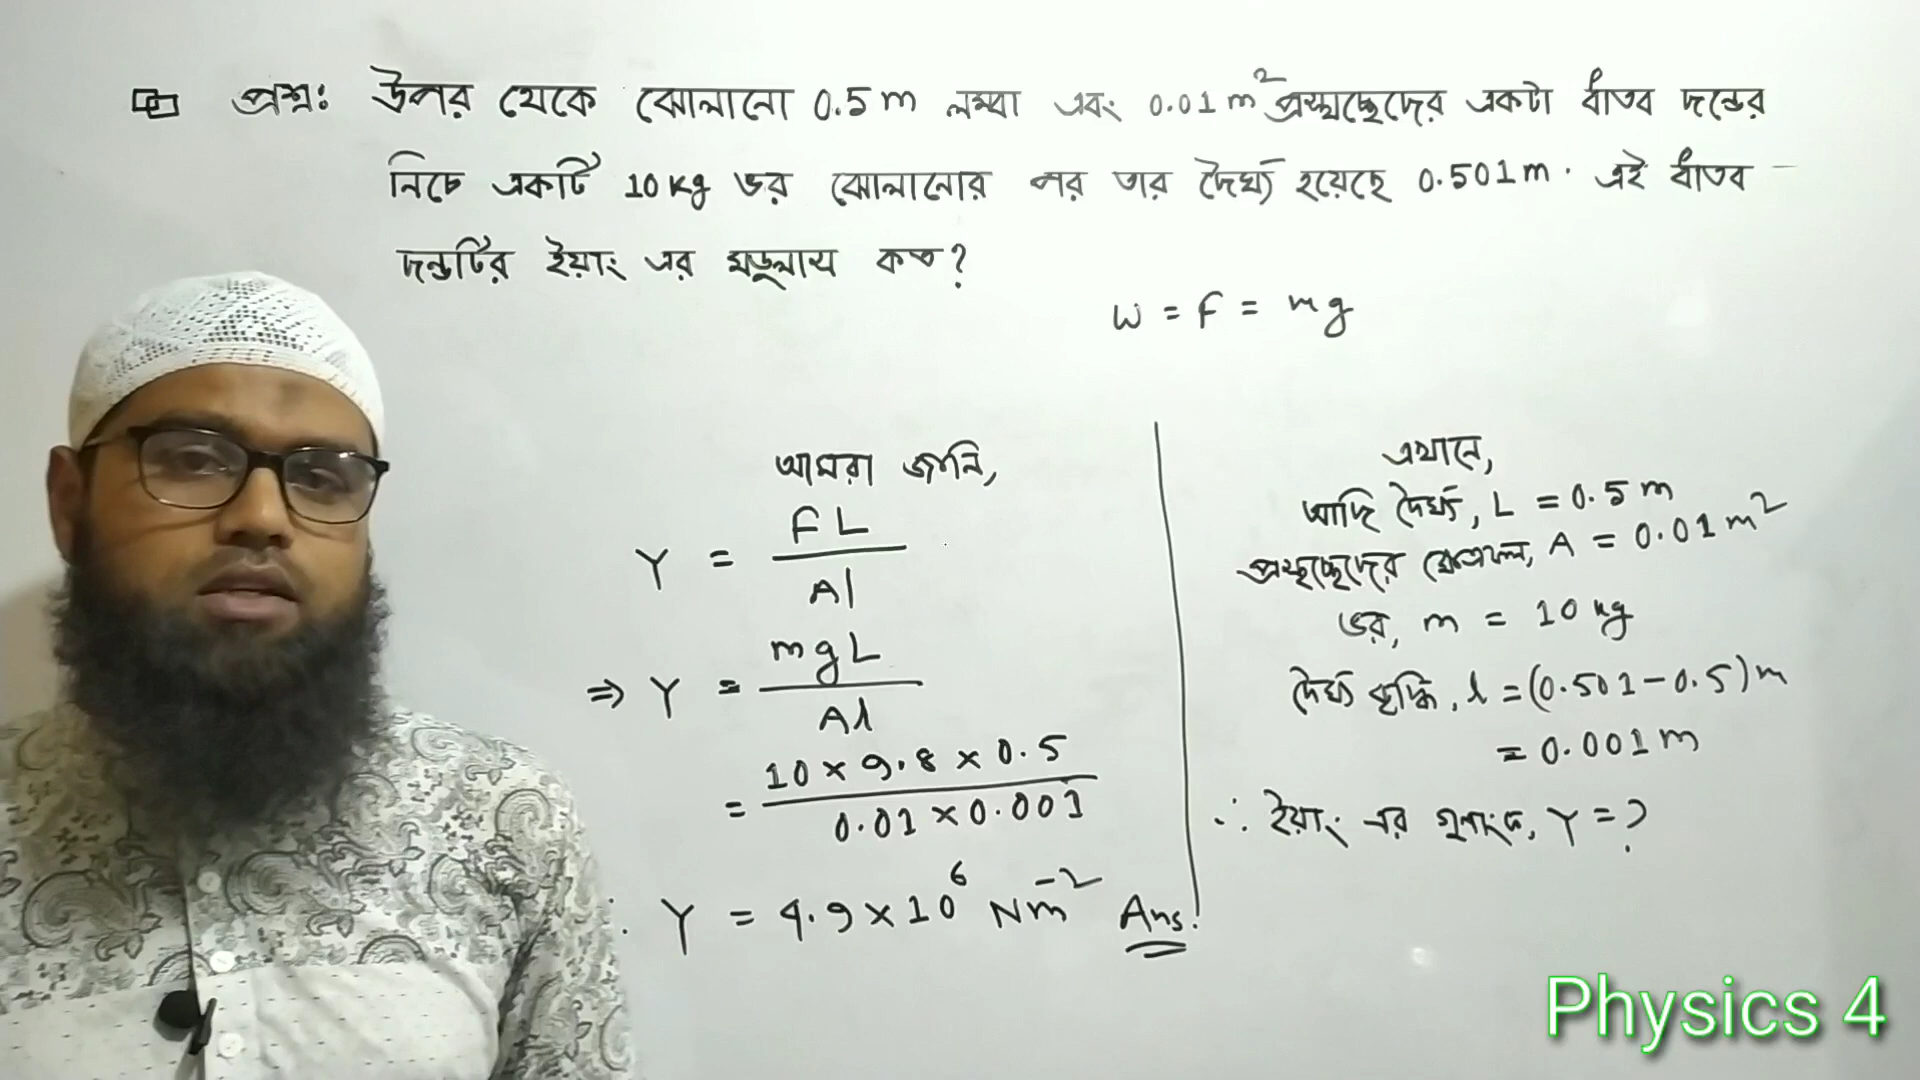 প্রশ্ন: উপর থেকে ঝোলানো 0.5 m লম্বা এবং 0.01 m² প্রস্থচ্ছেদের একটা ধাতব দন্ডের
নিচে একটি 10 kg ভর ঝোলানোর পর তার দৈর্ঘ্য হয়েছে 0.501 m. এই ধাতব
দন্ডটির ইয়াং এর মডুলাস কত?
W = F = mg
আমরা জানি,
Y = FL / Al
⇒ Y = mgL / Al
= 10 × 9.8 × 0.5 / 0.01 × 0.001
∴ Y = 4.9 × 10⁶ Nm⁻² Ans.
এখানে,
আদি দৈর্ঘ্য, L = 0.5 m
প্রস্থচ্ছেদের ক্ষেত্রফল, A = 0.01 m²
ভর, m = 10 kg
দৈর্ঘ্য বৃদ্ধি, l = (0.501 – 0.5) m
= 0.001 m
∴ ইয়াং এর গুণাংক, Y = ?
Physics 4